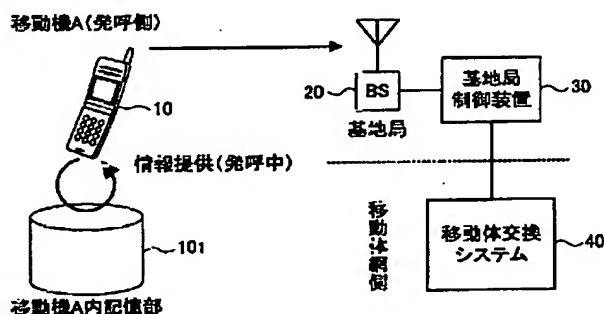 移動機A(発呼側)
10
情報提供(発呼中)
101
移動機A内記憶部
20
BS
基地局
基地局
制御装置
30
移動体網側
移動体交換
システム
40